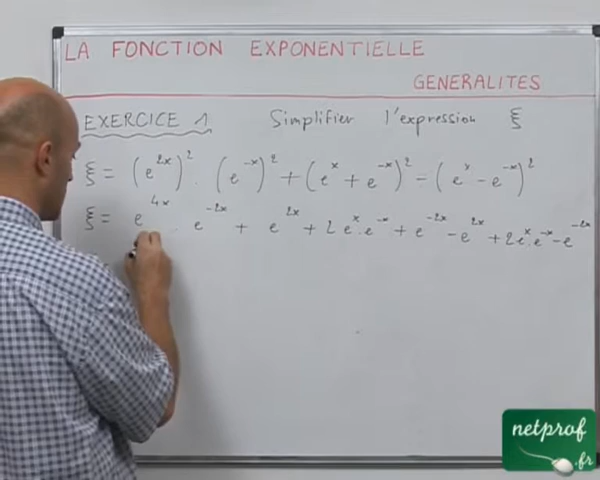 LA FONCTION EXPONENTIELLE
GENERALITES
EXERCICE 1 Simplifier l'expression ξ
ξ = (e^{2x})^2 . (e^{-x})^2 + (e^x + e^{-x})^2 = (e^x - e^{-x})^2
ξ = e^{4x} e^{-2x} + e^{2x} + 2e^x . e^{-x} + e^{-2x} - e^{2x} + 2e^x . e^{-x} - e^{-2x}
netprof
.fr